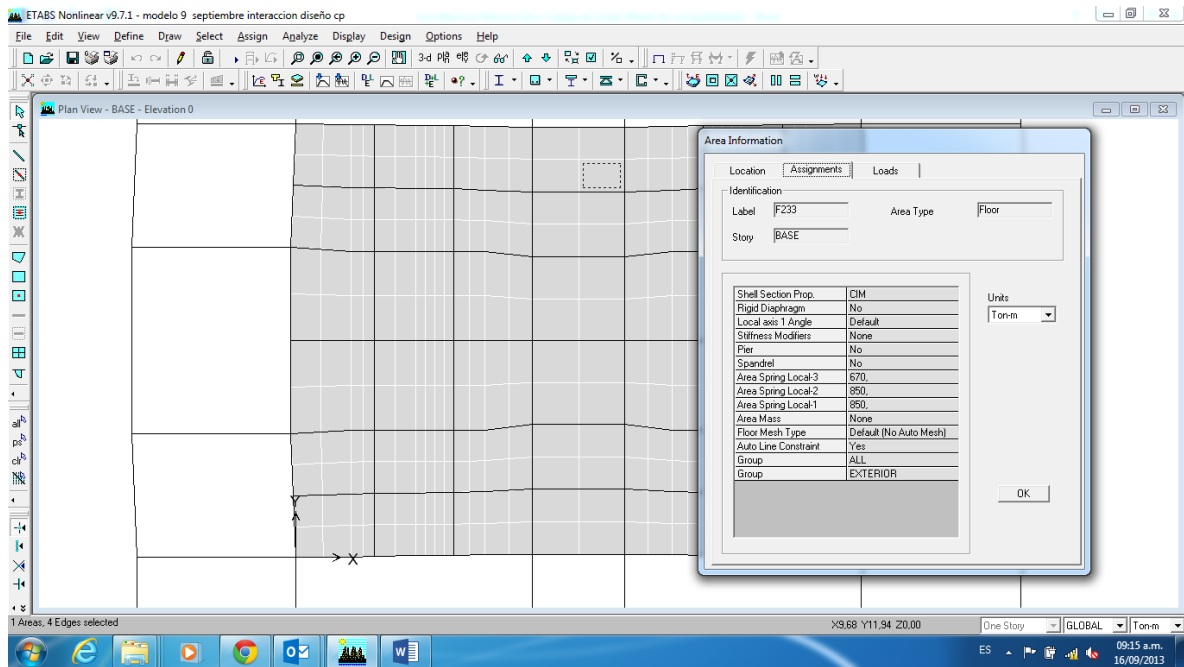 ETABS Nonlinear v9.7.1 - modelo 9 septiembre interaccion diseño cp
File Edit View Define Draw Select Assign Analyze Display Design Options Help
3-d
Plan View - BASE - Elevation 0
Area Information
Location Assignments Loads
Identification
Label F233 Area Type Floor
Story BASE
Shell Section Prop. CIM
Rigid Diaphragm No
Local axis 1 Angle Default
Stiffness Modifiers None
Pier No
Spandrel No
Area Spring Local-3 670,
Area Spring Local-2 850,
Area Spring Local-1 850,
Area Mass None
Floor Mesh Type Default (No Auto Mesh)
Auto Line Constraint Yes
Group ALL
Group EXTERIOR
Units
Ton-m
OK
all
ps
clr
Y
X
1 Areas, 4 Edges selected X9,68 Y11,94 Z0,00 One Story GLOBAL Ton-m
ES 09:15 a.m.
16/09/2013